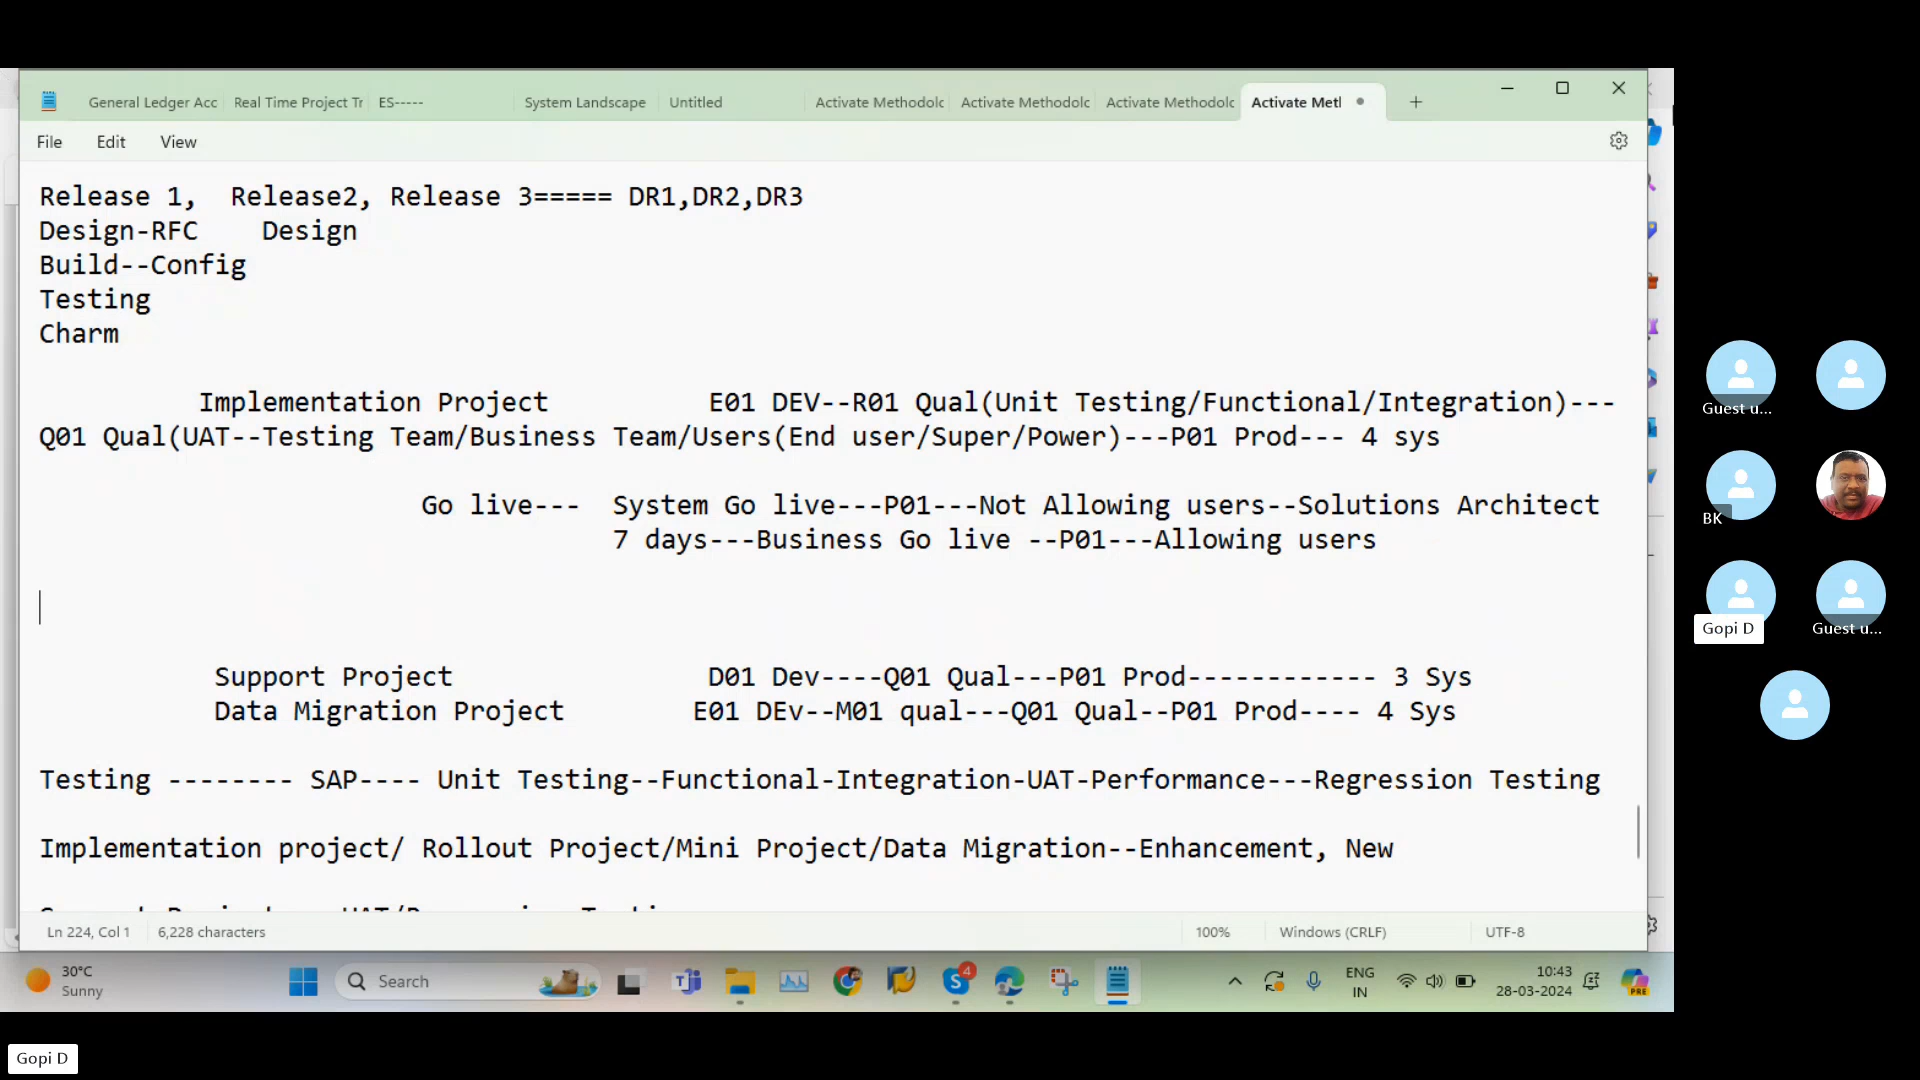 General Ledger Acc Real Time Project Tr ES----- System Landscape Untitled Activate Methodolo Activate Methodolo Activate Methodolo Activate Metl
File Edit View
Release 1,  Release2, Release 3===== DR1,DR2,DR3
Design-RFC    Design
Build--Config
Testing
Charm
Implementation Project          E01 DEV--R01 Qual(Unit Testing/Functional/Integration)---
Q01 Qual(UAT--Testing Team/Business Team/Users(End user/Super/Power)---P01 Prod--- 4 sys
Go live---  System Go live---P01---Not Allowing users--Solutions Architect
7 days---Business Go live --P01---Allowing users
Support Project                D01 Dev----Q01 Qual---P01 Prod------------ 3 Sys
Data Migration Project        E01 DEv--M01 qual---Q01 Qual--P01 Prod---- 4 Sys
Testing -------- SAP---- Unit Testing--Functional-Integration-UAT-Performance---Regression Testing
Implementation project/ Rollout Project/Mini Project/Data Migration--Enhancement, New
Ln 224, Col 1 6,228 characters 100% Windows (CRLF) UTF-8
30°C
Sunny
Search
4
PRE
ENG
IN
10:43
28-03-2024
Guest u...
BK
Gopi D
Guest u...
Gopi D